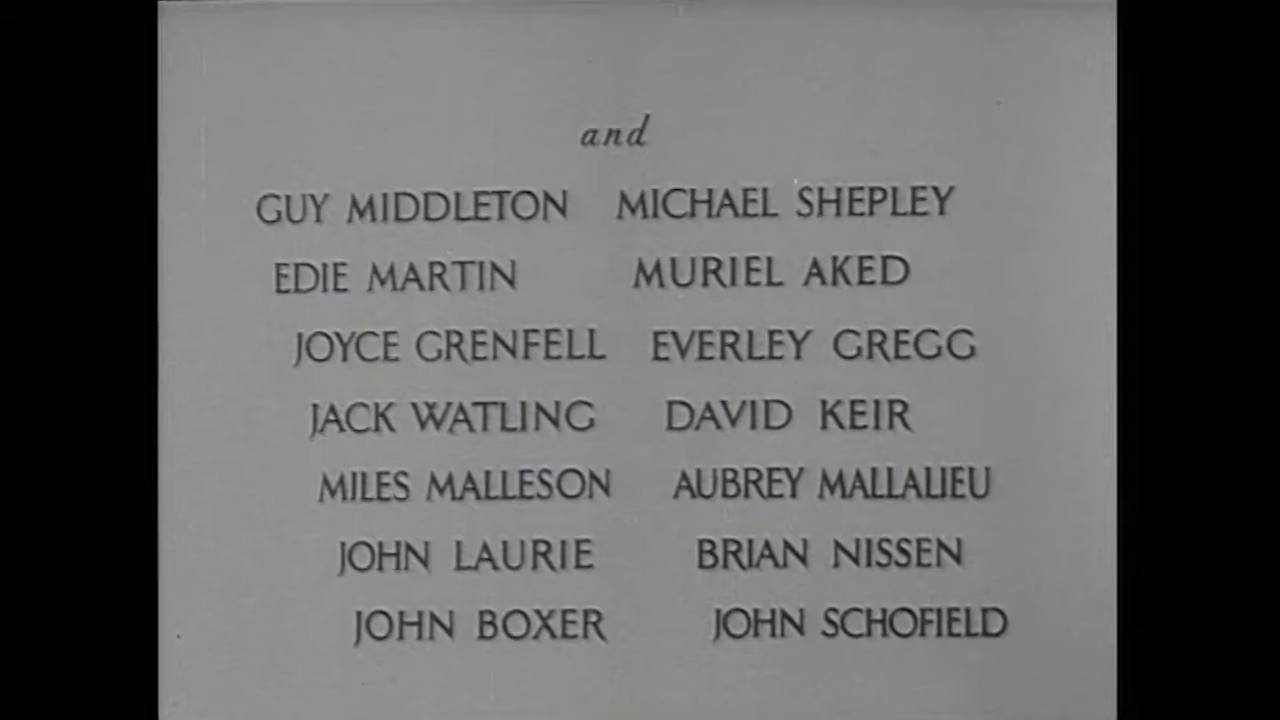 and
GUY MIDDLETON MICHAEL SHEPLEY
EDIE MARTIN MURIEL AKED
JOYCE GRENFELL EVERLEY GREGG
JACK WATLING DAVID KEIR
MILES MALLESON AUBREY MALLALIEU
JOHN LAURIE BRIAN NISSEN
JOHN BOXER JOHN SCHOFIELD